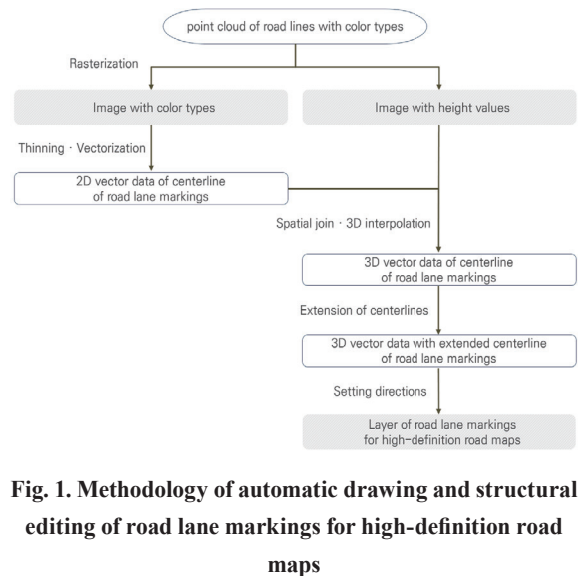 point cloud of road lines with color types
Rasterization
Image with color types
Image with height values
Thinning · Vectorization
2D vector data of centerline
of road lane markings
Spatial join · 3D interpolation
3D vector data of centerline
of road lane markings
Extension of centerlines
3D vector data with extended centerline
of road lane markings
Setting directions
Layer of road lane markings
for high-definition road maps
Fig. 1. Methodology of automatic drawing and structural
editing of road lane markings for high-definition road
maps